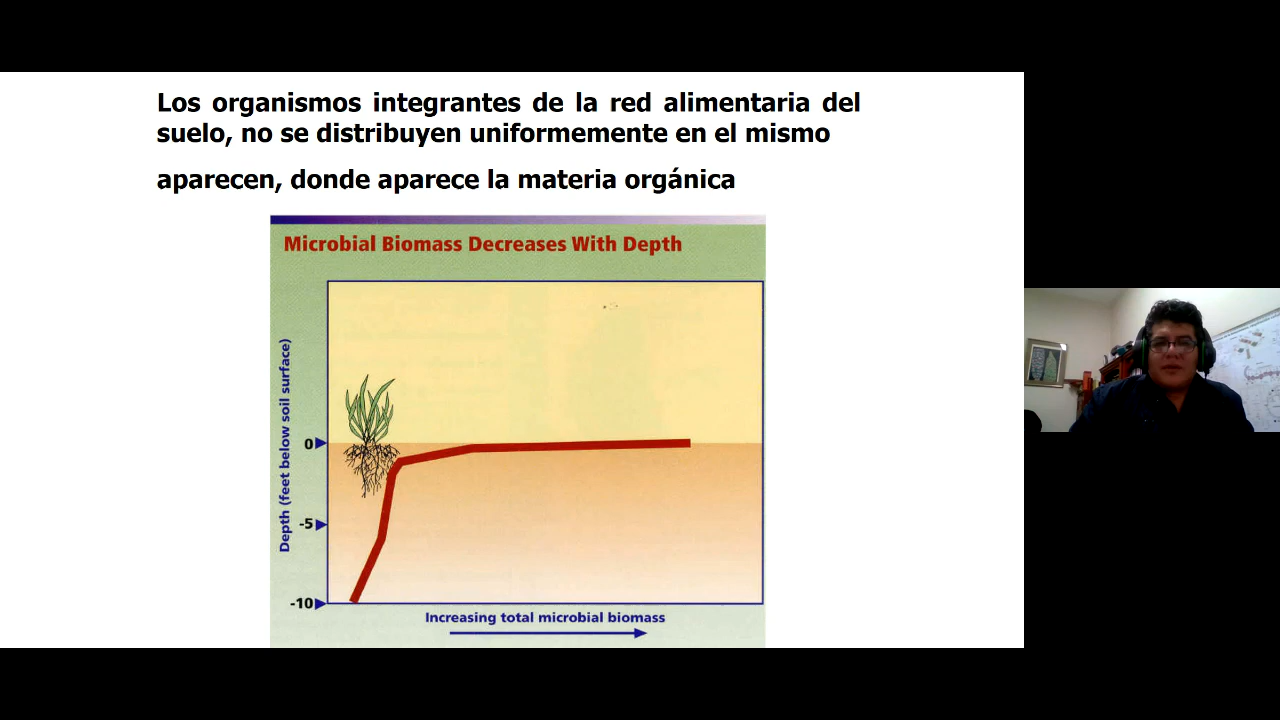 Los organismos integrantes de la red alimentaria del
suelo, no se distribuyen uniformemente en el mismo
aparecen, donde aparece la materia orgánica
Microbial Biomass Decreases With Depth
Depth (feet below soil surface)
0
-5
-10
Increasing total microbial biomass